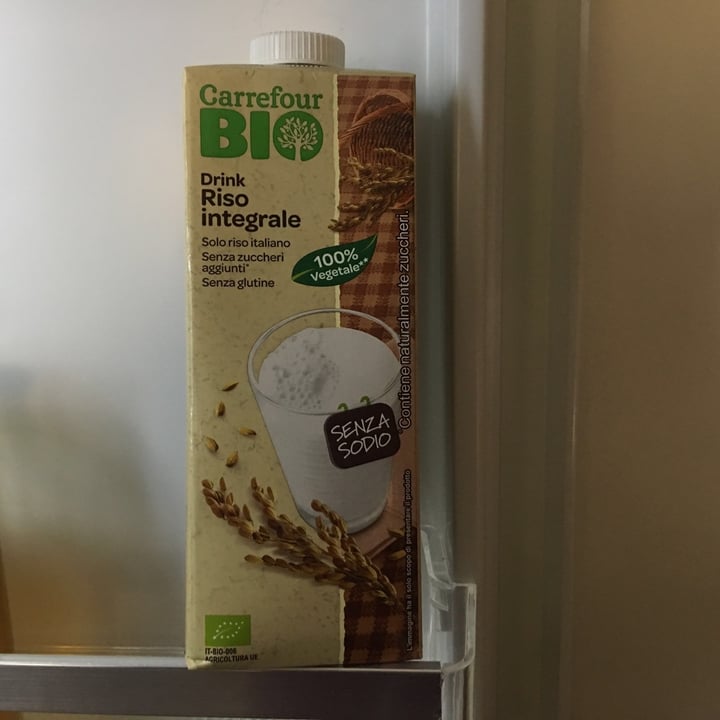 Carrefour
BIO
Drink
Riso
integrale
Solo riso italiano
Senza zuccheri
aggiunti*
Senza glutine
100%
Vegetale**
SENZA
SODIO
*Contiene naturalmente zuccheri.
L'immagine ha il solo scopo di presentare il prodotto
IT-BIO-006
AGRICOLTURA UE